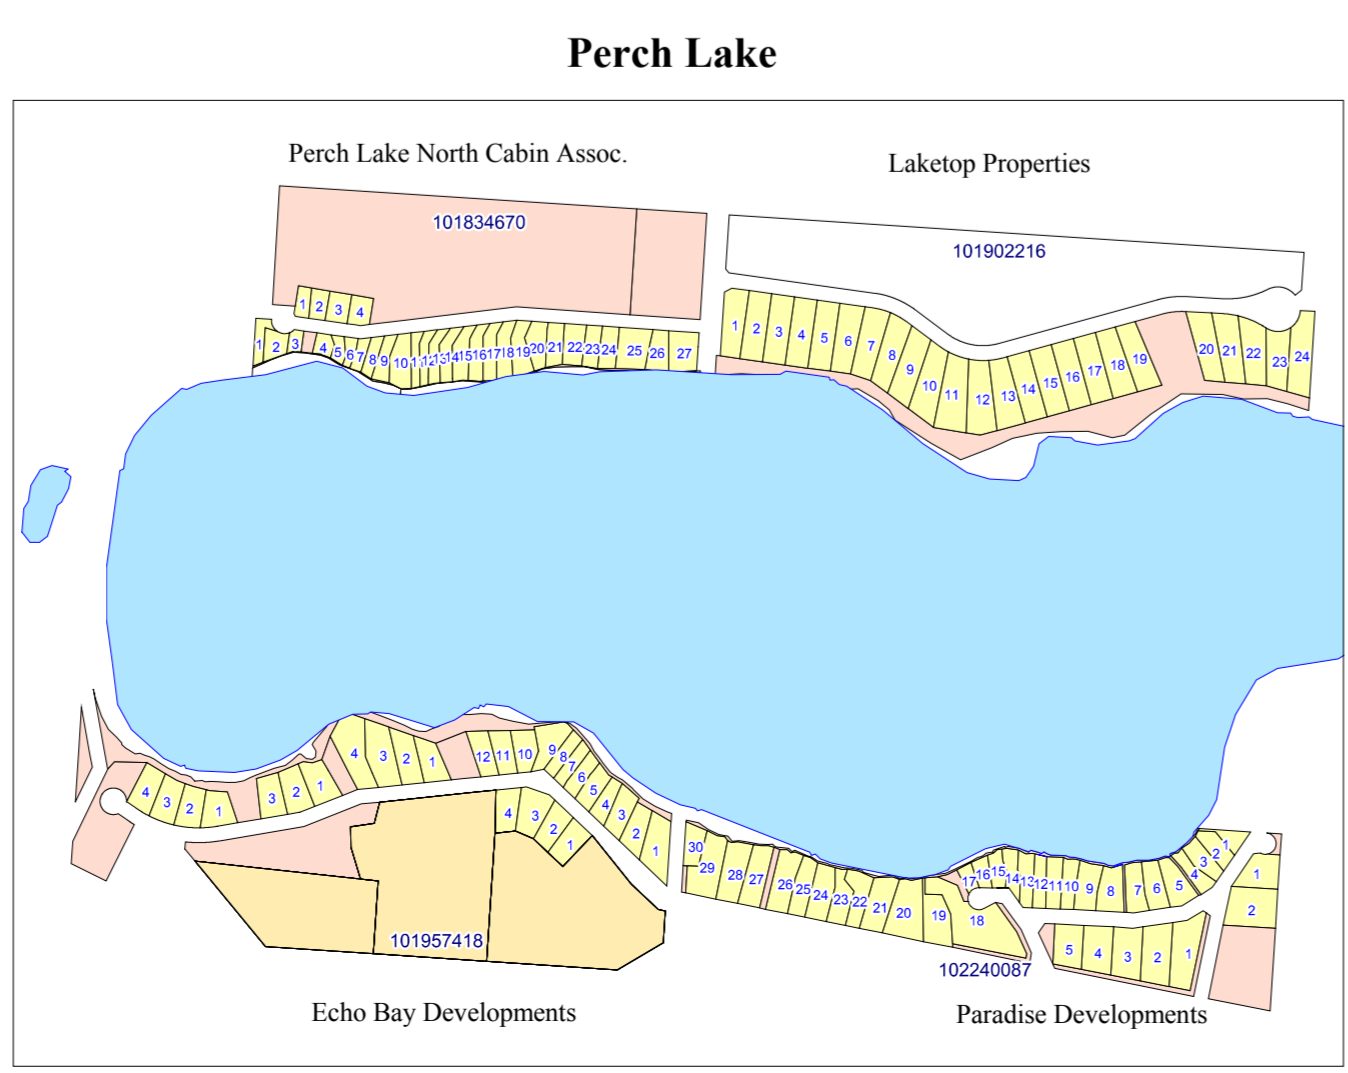 Perch Lake
Perch Lake North Cabin Assoc.
Laketop Properties
101834670
101902216
1 2 3 4
1 2 3 4 5 6 7 8 9 10 11 12 13 14 15 16 17 18 19 20 21 22 23 24 25 26 27
1 2 3 4 5 6 7 8 9 10 11 12 13 14 15 16 17 18 19 20 21 22 23 24
4 3 2 1
3 2 1
4 3 2 1
12 11 10 9 8 7 6 5 4 3 2 1
4 3 2 1
30 29 28 27 26 25 24 23 22 21 20 19 18 17 16 15 14 13 12 11 10 9 8 7 6 5 4 3 2 1
1
2
5 4 3 2 1
101957418
102240087
Echo Bay Developments
Paradise Developments